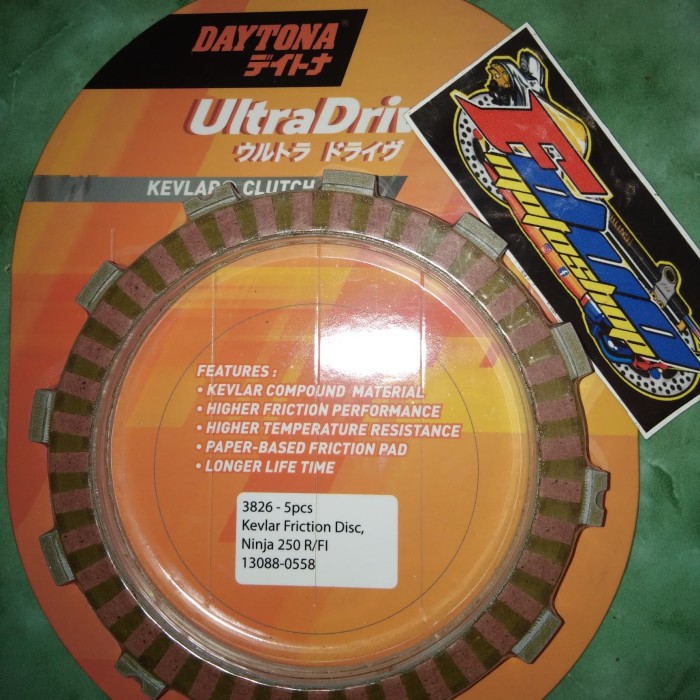 DAYTONA
デイトナ
UltraDriv
ウルトラ ドライヴ
KEVLAR® CLUTCH
FEATURES :
• KEVLAR COMPOUND MATERIAL
• HIGHER FRICTION PERFORMANCE
• HIGHER TEMPERATURE RESISTANCE
• PAPER-BASED FRICTION PAD
• LONGER LIFE TIME
3826 - 5pcs
Kevlar Friction Disc,
Ninja 250 R/FI
13088-0558